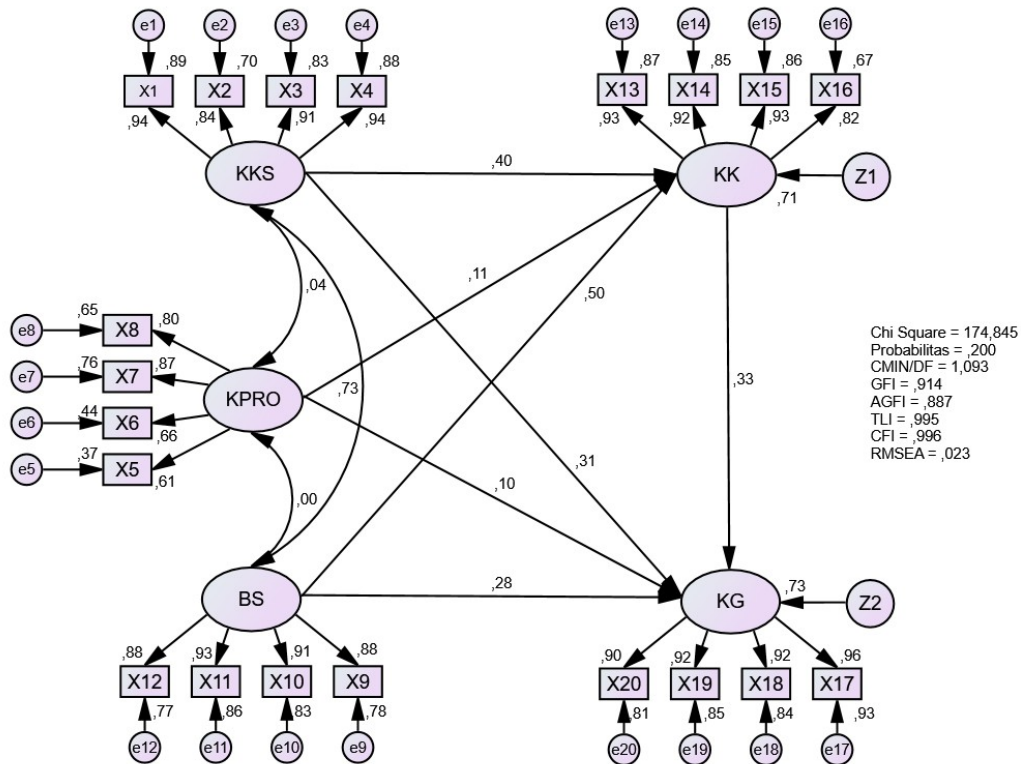 e1 e2 e3 e4
,89 ,70 ,83 ,88
X1 X2 X3 X4
,94 ,84 ,91 ,94
KKS
e13 e14 e15 e16
,87 ,85 ,86 ,67
X13 X14 X15 X16
,93 ,92 ,93 ,82
KK
Z1
,71
,40
,11
,50
,04
,73
,00
e8 ,65 X8 ,80
e7 ,76 X7 ,87
e6 ,44 X6 ,66
e5 ,37 X5 ,61
KPRO
,33
,31
,10
,28
Chi Square = 174,845
Probabilitas = ,200
CMIN/DF = 1,093
GFI = ,914
AGFI = ,887
TLI = ,995
CFI = ,996
RMSEA = ,023
BS
,88 ,93 ,91 ,88
X12 X11 X10 X9
,77 ,86 ,83 ,78
e12 e11 e10 e9
KG
,73
Z2
,90 ,92 ,92 ,96
X20 X19 X18 X17
,81 ,85 ,84 ,93
e20 e19 e18 e17